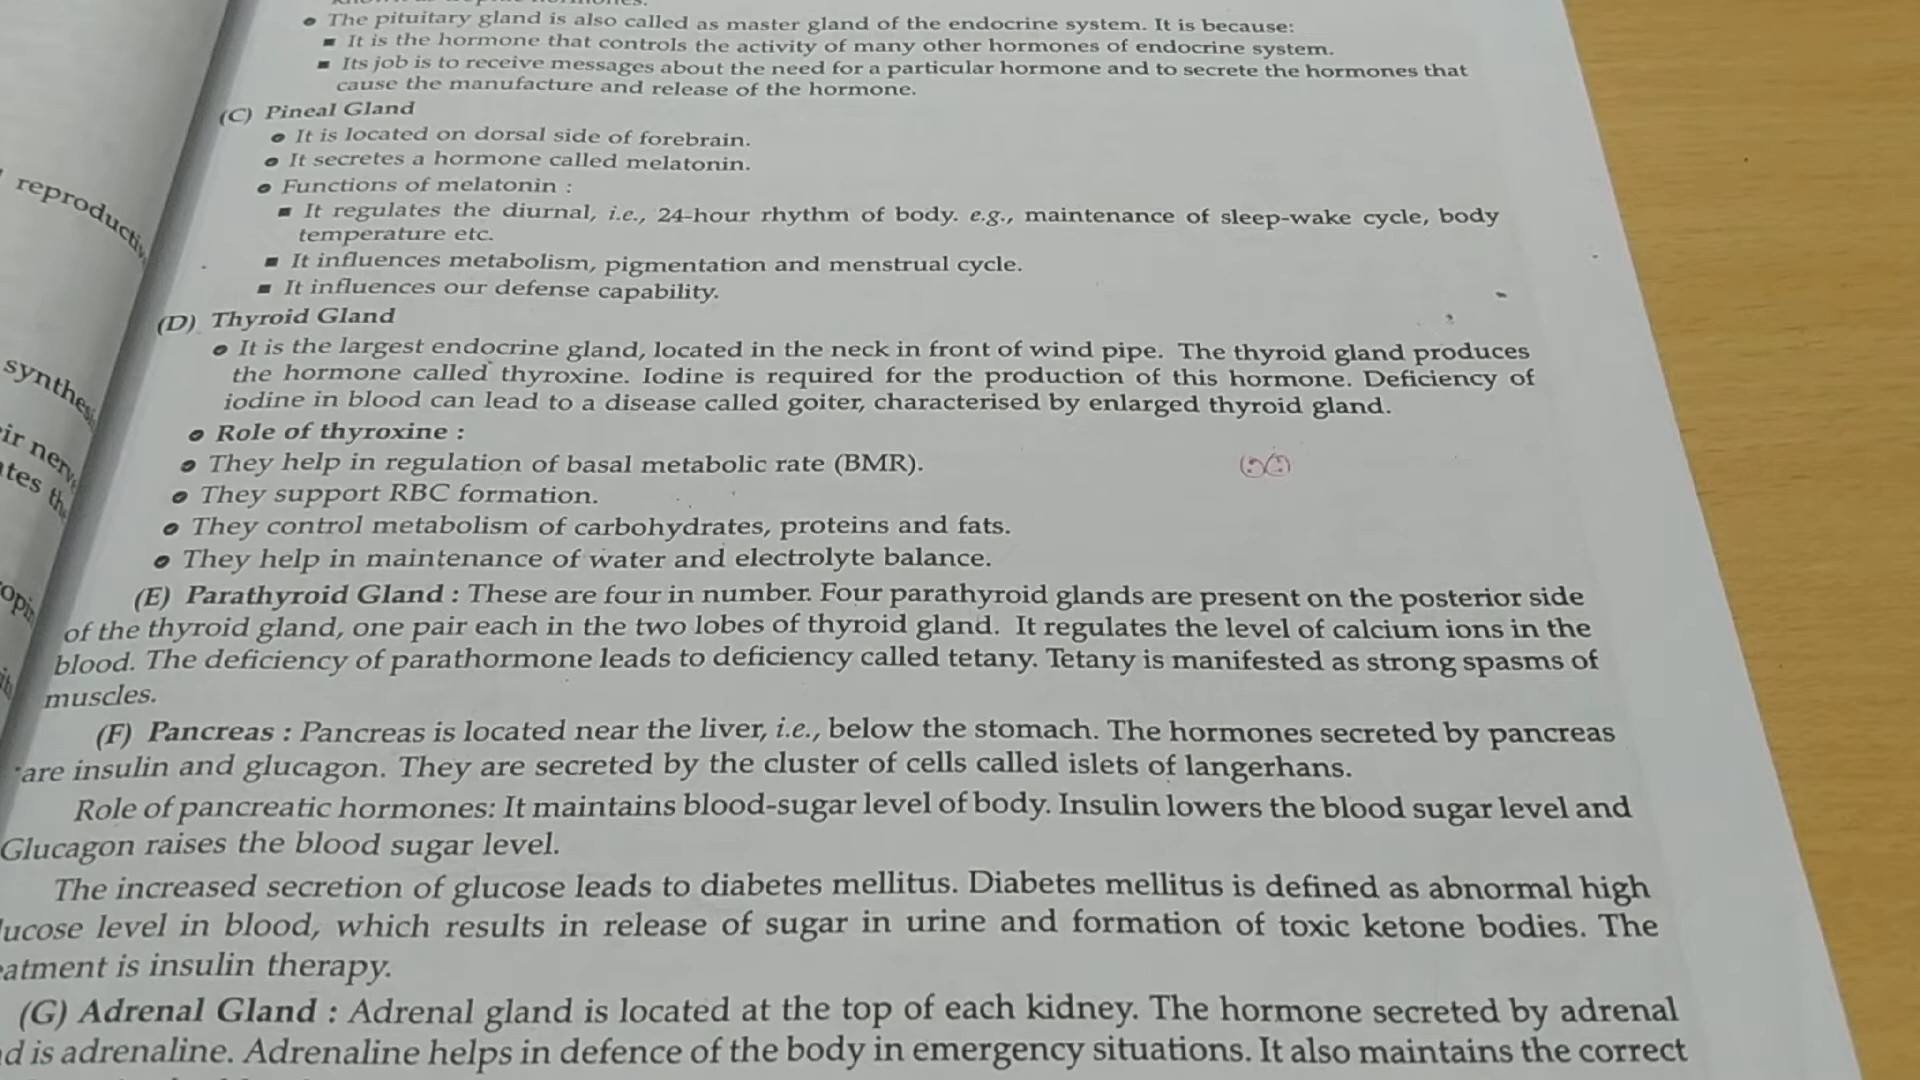 The pituitary gland is also called as master gland of the endocrine system. It is because:
It is the hormone that controls the activity of many other hormones of endocrine system.
Its job is to receive messages about the need for a particular hormone and to secrete the hormones that
cause the manufacture and release of the hormone.
(C) Pineal Gland
It is located on dorsal side of forebrain.
It secretes a hormone called melatonin.
Functions of melatonin :
It regulates the diurnal, i.e., 24-hour rhythm of body. e.g., maintenance of sleep-wake cycle, body
temperature etc.
It influences metabolism, pigmentation and menstrual cycle.
It influences our defense capability.
(D) Thyroid Gland
It is the largest endocrine gland, located in the neck in front of wind pipe. The thyroid gland produces
the hormone called thyroxine. Iodine is required for the production of this hormone. Deficiency of
iodine in blood can lead to a disease called goiter, characterised by enlarged thyroid gland.
Role of thyroxine :
They help in regulation of basal metabolic rate (BMR).
They support RBC formation.
They control metabolism of carbohydrates, proteins and fats.
They help in maintenance of water and electrolyte balance.
(E) Parathyroid Gland : These are four in number. Four parathyroid glands are present on the posterior side
of the thyroid gland, one pair each in the two lobes of thyroid gland. It regulates the level of calcium ions in the
blood. The deficiency of parathormone leads to deficiency called tetany. Tetany is manifested as strong spasms of
muscles.
(F) Pancreas : Pancreas is located near the liver, i.e., below the stomach. The hormones secreted by pancreas
are insulin and glucagon. They are secreted by the cluster of cells called islets of langerhans.
Role of pancreatic hormones: It maintains blood-sugar level of body. Insulin lowers the blood sugar level and
Glucagon raises the blood sugar level.
The increased secretion of glucose leads to diabetes mellitus. Diabetes mellitus is defined as abnormal high
lucose level in blood, which results in release of sugar in urine and formation of toxic ketone bodies. The
eatment is insulin therapy.
(G) Adrenal Gland : Adrenal gland is located at the top of each kidney. The hormone secreted by adrenal
d is adrenaline. Adrenaline helps in defence of the body in emergency situations. It also maintains the correct